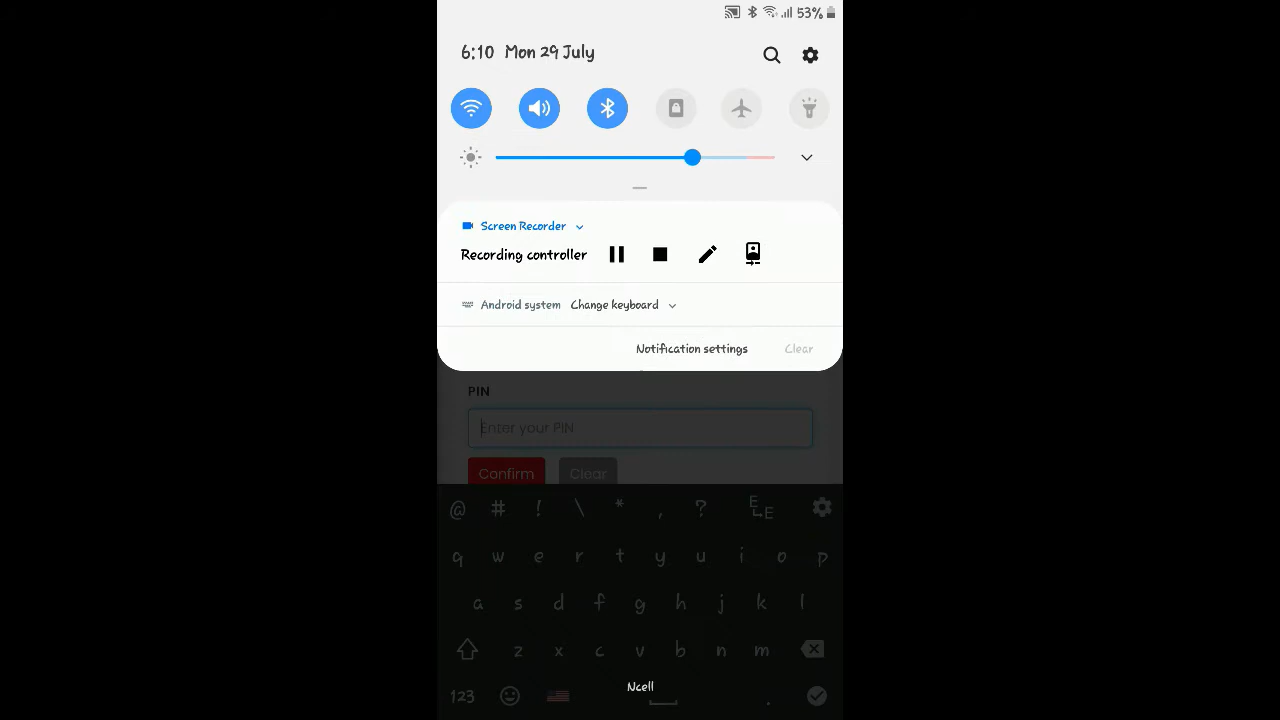 53%
6:10 Mon 29 July
Screen Recorder
Recording controller
Android system Change keyboard
Notification settings Clear
PIN
Enter your PIN
Confirm Clear
@ # ! \ * , ? E E
q w e r t y u i o p
a s d f g h j k l
z x c v b n m
Ncell
123 .